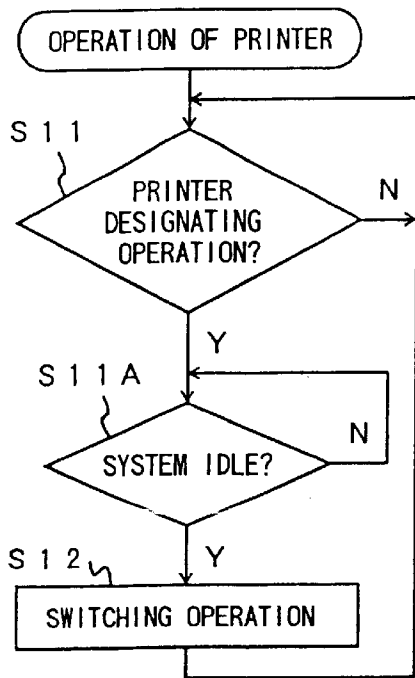 OPERATION OF PRINTER
S11
PRINTER
DESIGNATING
OPERATION?
N
Y
S11A
SYSTEM IDLE?
N
Y
S12
SWITCHING OPERATION